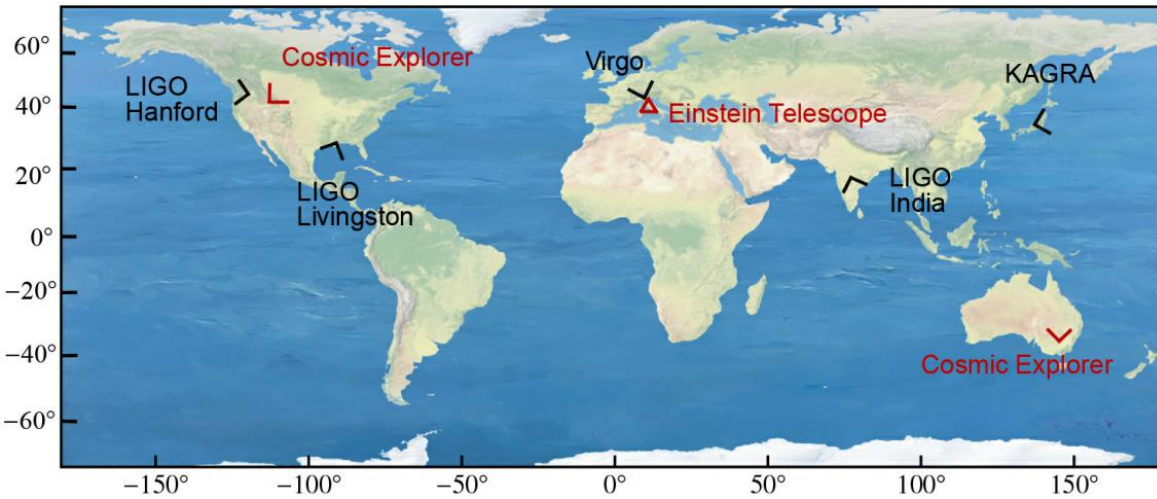 60°
40°
20°
0°
−20°
−40°
−60°
Cosmic Explorer
LIGO
Hanford
LIGO
Livingston
Virgo
Einstein Telescope
KAGRA
LIGO
India
Cosmic Explorer
−150°
−100°
−50°
0°
50°
100°
150°